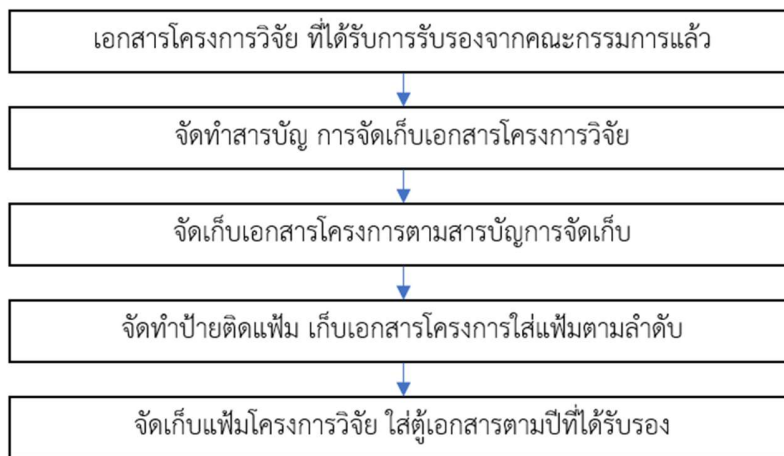 เอกสารโครงการวิจัย ที่ได้รับการรับรองจากคณะกรรมการแล้ว
จัดทำสารบัญ การจัดเก็บเอกสารโครงการวิจัย
จัดเก็บเอกสารโครงการตามสารบัญการจัดเก็บ
จัดทำป้ายติดแฟ้ม เก็บเอกสารโครงการใส่แฟ้มตามลำดับ
จัดเก็บแฟ้มโครงการวิจัย ใส่ตู้เอกสารตามปีที่ได้รับรอง